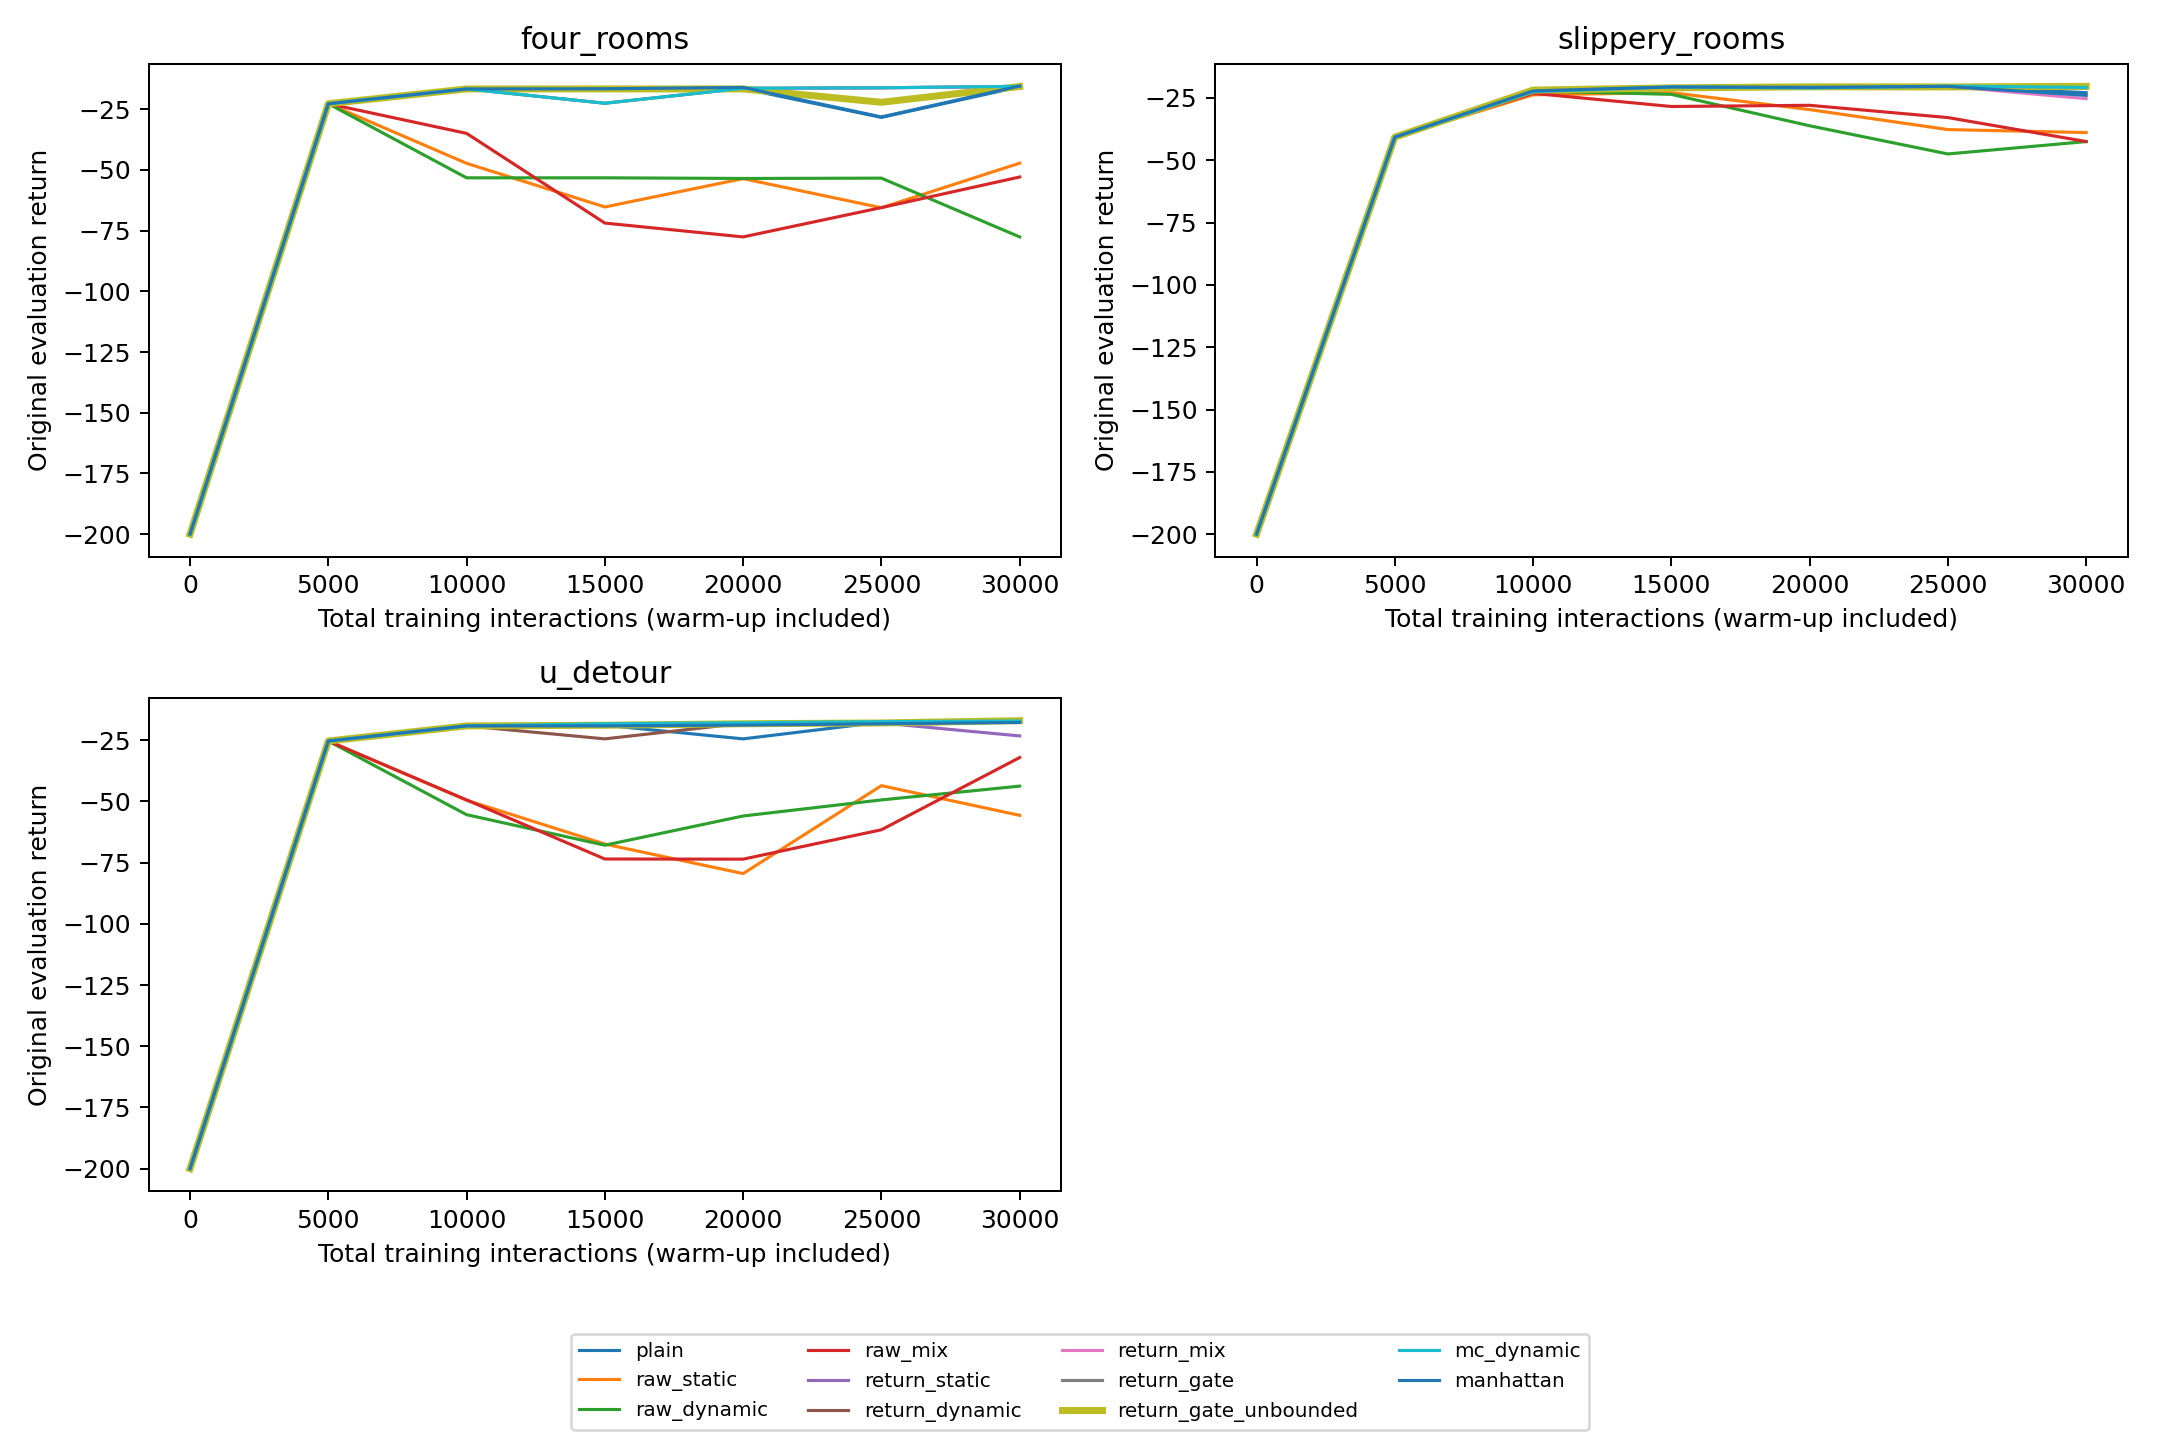 four_rooms
Original evaluation return
−25
−50
−75
−100
−125
−150
−175
−200
0 5000 10000 15000 20000 25000 30000
Total training interactions (warm-up included)
slippery_rooms
Original evaluation return
−25
−50
−75
−100
−125
−150
−175
−200
0 5000 10000 15000 20000 25000 30000
Total training interactions (warm-up included)
u_detour
Original evaluation return
−25
−50
−75
−100
−125
−150
−175
−200
0 5000 10000 15000 20000 25000 30000
Total training interactions (warm-up included)
plain
raw_static
raw_dynamic
raw_mix
return_static
return_dynamic
return_mix
return_gate
return_gate_unbounded
mc_dynamic
manhattan